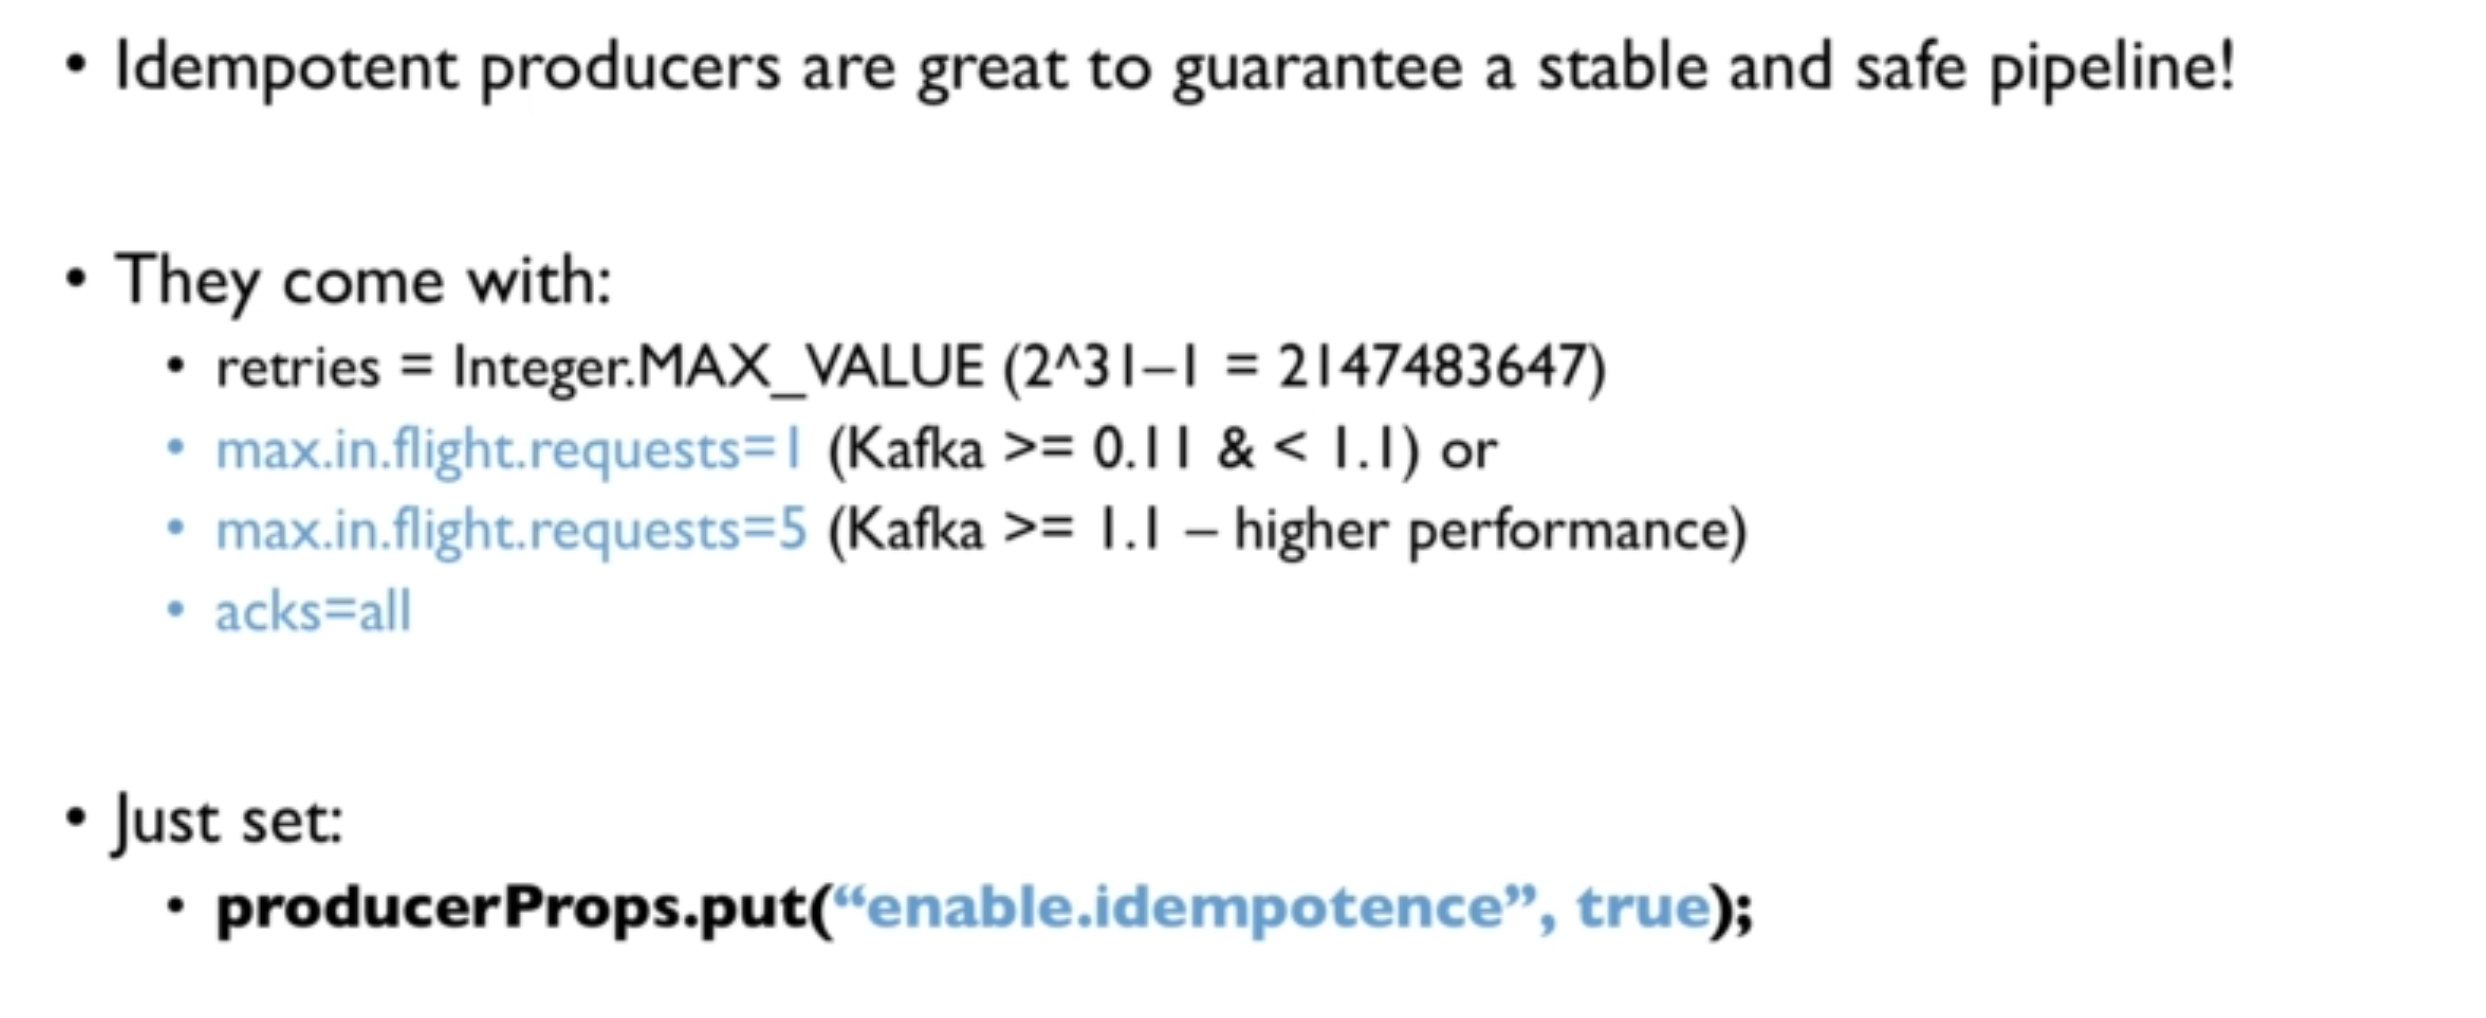 • Idempotent producers are great to guarantee a stable and safe pipeline!
• They come with:
• retries = Integer.MAX_VALUE (2^31–1 = 2147483647)
• max.in.flight.requests=1 (Kafka >= 0.11 & < 1.1) or
• max.in.flight.requests=5 (Kafka >= 1.1 – higher performance)
• acks=all
• Just set:
• producerProps.put(“enable.idempotence”, true);